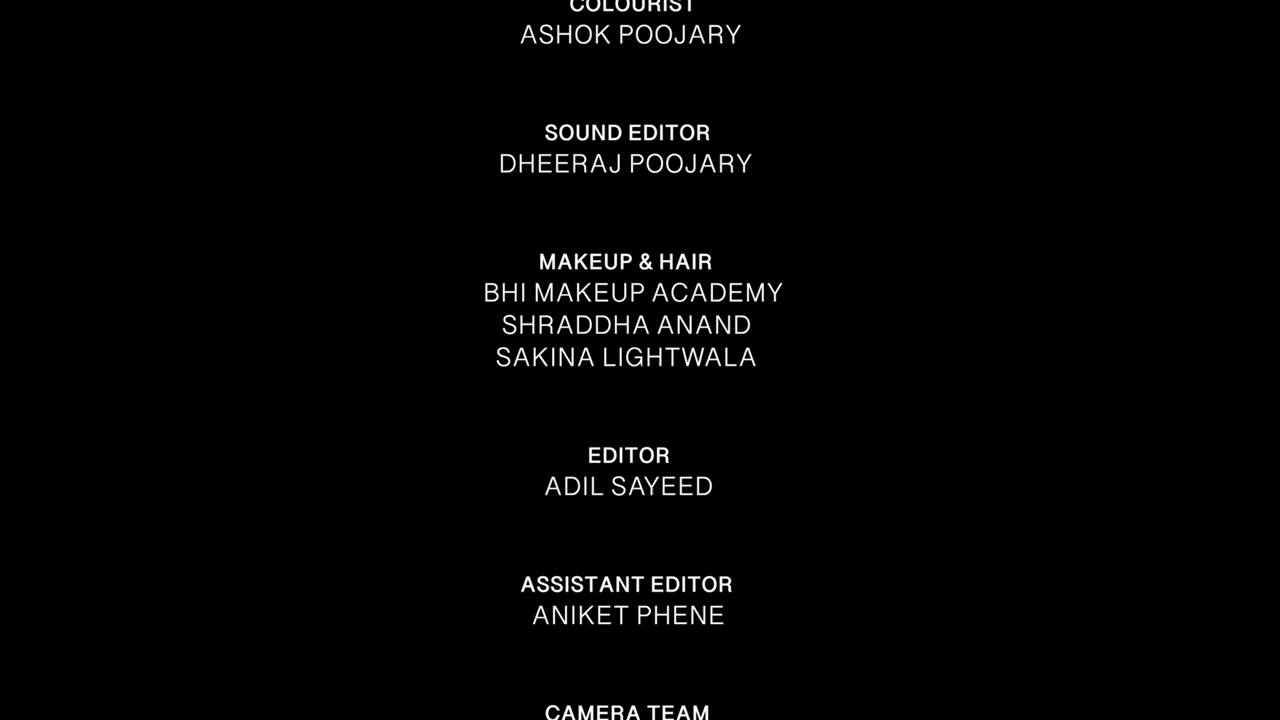 COLOURIST
ASHOK POOJARY
SOUND EDITOR
DHEERAJ POOJARY
MAKEUP & HAIR
BHI MAKEUP ACADEMY
SHRADDHA ANAND
SAKINA LIGHTWALA
EDITOR
ADIL SAYEED
ASSISTANT EDITOR
ANIKET PHENE
CAMERA TEAM